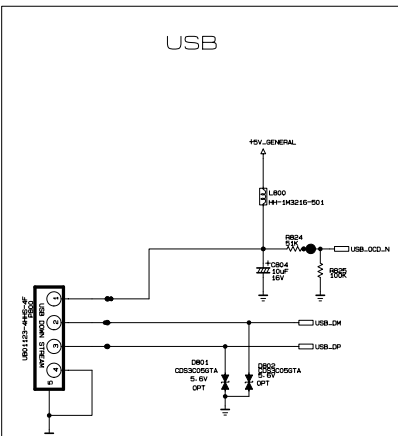 USB
+5V_GENERAL
L800
HH-1M3216-501
R824
51K
USB_OCD_N
C804
10uF
16V
R825
100K
UB01123-4HHS-4F
P800
USB DOWN STREAM
1
2
3
4
5
USB_DM
USB_DP
D801
CDS3C05GTA
5.6V
OPT
D802
CDS3C05GTA
5.6V
OPT